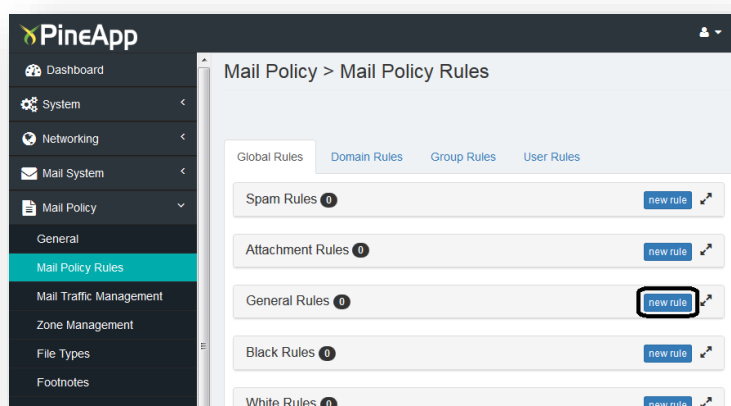 PineApp
Dashboard
System
Networking
Mail System
Mail Policy
General
Mail Policy Rules
Mail Traffic Management
Zone Management
File Types
Footnotes
Mail Policy > Mail Policy Rules
Global Rules Domain Rules Group Rules User Rules
Spam Rules 0 new rule
Attachment Rules 0 new rule
General Rules 0 new rule
Black Rules 0 new rule
White Rules 0 new rule